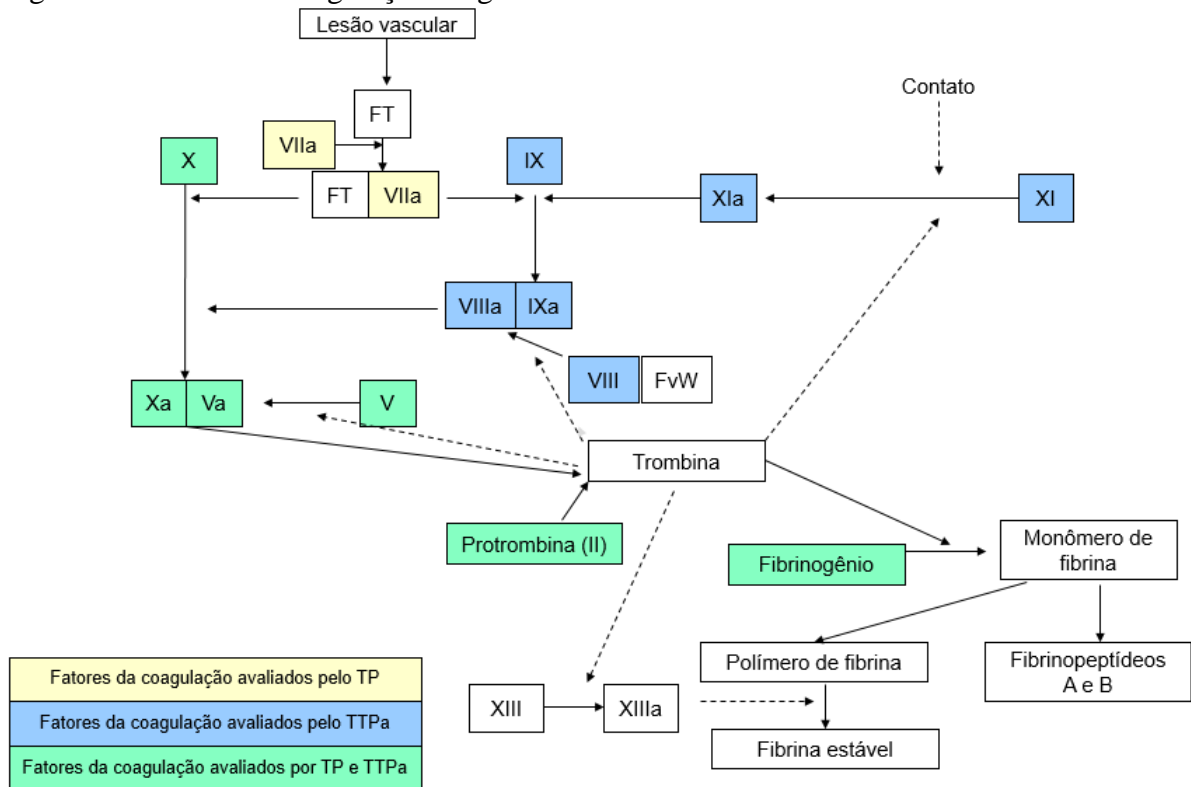 Lesão vascular
FT
Contato
VIIa
X
IX
FT VIIa
XIa
XI
VIIIa IXa
VIII FvW
Xa Va
V
Trombina
Protrombina (II)
Monômero de
fibrina
Fibrinogênio
Polímero de fibrina
Fibrinopeptídeos
A e B
XIII
XIIIa
Fibrina estável
Fatores da coagulação avaliados pelo TP
Fatores da coagulação avaliados pelo TTPa
Fatores da coagulação avaliados por TP e TTPa